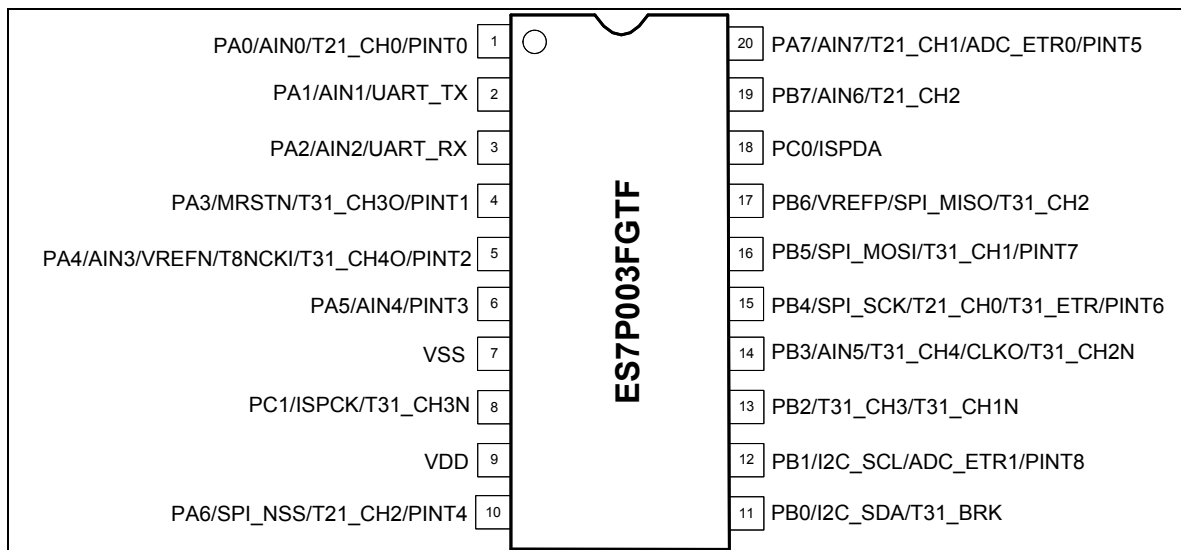 PA0/AIN0/T21_CH0/PINT0 1
PA1/AIN1/UART_TX 2
PA2/AIN2/UART_RX 3
PA3/MRSTN/T31_CH3O/PINT1 4
PA4/AIN3/VREFN/T8NCKI/T31_CH4O/PINT2 5
PA5/AIN4/PINT3 6
VSS 7
PC1/ISPCK/T31_CH3N 8
VDD 9
PA6/SPI_NSS/T21_CH2/PINT4 10
ES7P003FGTF
20 PA7/AIN7/T21_CH1/ADC_ETR0/PINT5
19 PB7/AIN6/T21_CH2
18 PC0/ISPDA
17 PB6/VREFP/SPI_MISO/T31_CH2
16 PB5/SPI_MOSI/T31_CH1/PINT7
15 PB4/SPI_SCK/T21_CH0/T31_ETR/PINT6
14 PB3/AIN5/T31_CH4/CLKO/T31_CH2N
13 PB2/T31_CH3/T31_CH1N
12 PB1/I2C_SCL/ADC_ETR1/PINT8
11 PB0/I2C_SDA/T31_BRK